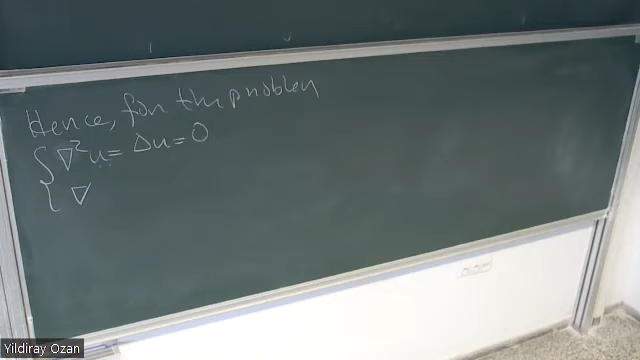 Hence, for the problem
{ ∇²u = Δu = 0
∇
Yildiray Ozan